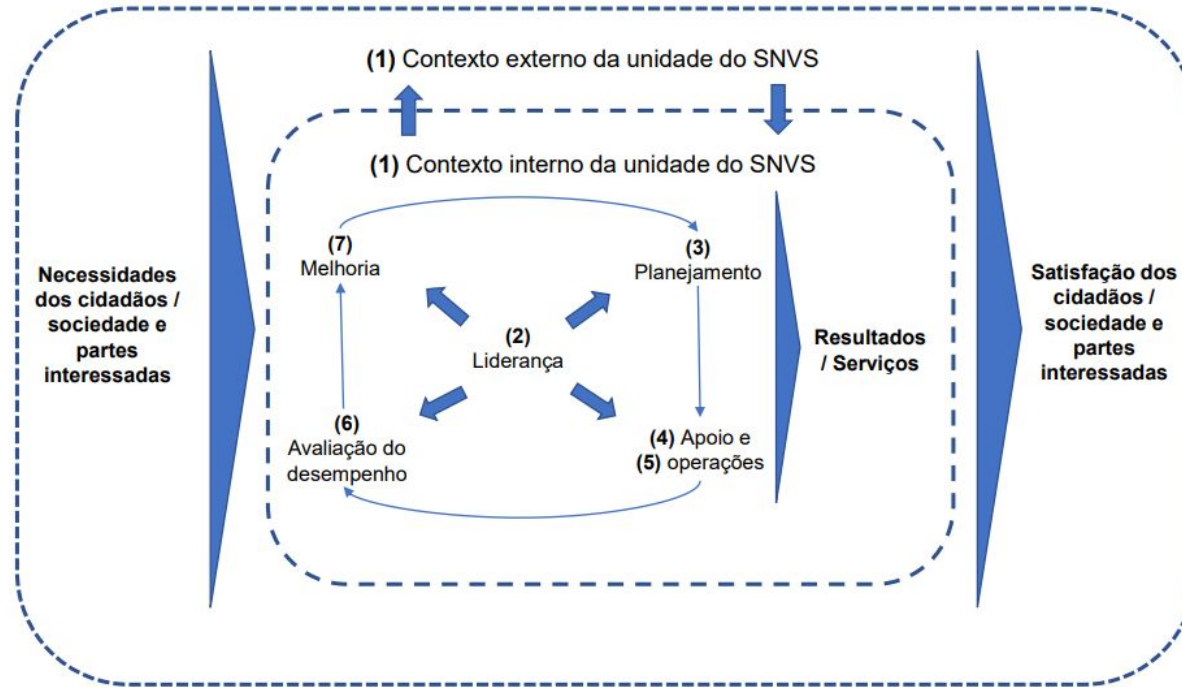 (1) Contexto externo da unidade do SNVS
(1) Contexto interno da unidade do SNVS
Necessidades
dos cidadãos /
sociedade e
partes
interessadas
(7)
Melhoria
(3)
Planejamento
(2)
Liderança
(6)
Avaliação do
desempenho
(4) Apoio e
(5) operações
Resultados
/ Serviços
Satisfação dos
cidadãos /
sociedade e
partes
interessadas